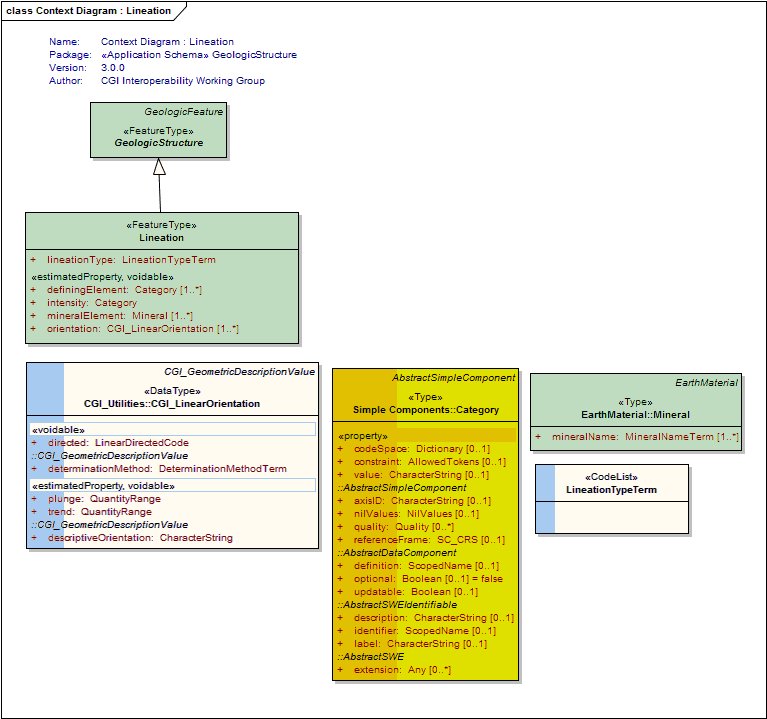 class Context Diagram : Lineation
Name: Context Diagram : Lineation
Package: «Application Schema» GeologicStructure
Version: 3.0.0
Author: CGI Interoperability Working Group
GeologicFeature
«FeatureType»
GeologicStructure
«FeatureType»
Lineation
+ lineationType: LineationTypeTerm
«estimatedProperty, voidable»
+ definingElement: Category [1..*]
+ intensity: Category
+ mineralElement: Mineral [1..*]
+ orientation: CGI_LinearOrientation [1..*]
CGI_GeometricDescriptionValue
«DataType»
CGI_Utilities::CGI_LinearOrientation
«voidable»
+ directed: LinearDirectedCode
::CGI_GeometricDescriptionValue
+ determinationMethod: DeterminationMethodTerm
«estimatedProperty, voidable»
+ plunge: QuantityRange
+ trend: QuantityRange
::CGI_GeometricDescriptionValue
+ descriptiveOrientation: CharacterString
AbstractSimpleComponent
«Type»
Simple Components::Category
«property»
+ codeSpace: Dictionary [0..1]
+ constraint: AllowedTokens [0..1]
+ value: CharacterString [0..1]
::AbstractSimpleComponent
+ axisID: CharacterString [0..1]
+ nilValues: NilValues [0..1]
+ quality: Quality [0..*]
+ referenceFrame: SC_CRS [0..1]
::AbstractDataComponent
+ definition: ScopedName [0..1]
+ optional: Boolean [0..1] = false
+ updatable: Boolean [0..1]
::AbstractSWEIdentifiable
+ description: CharacterString [0..1]
+ identifier: ScopedName [0..1]
+ label: CharacterString [0..1]
::AbstractSWE
+ extension: Any [0..*]
EarthMaterial
«Type»
EarthMaterial::Mineral
+ mineralName: MineralNameTerm [1..*]
«CodeList»
LineationTypeTerm